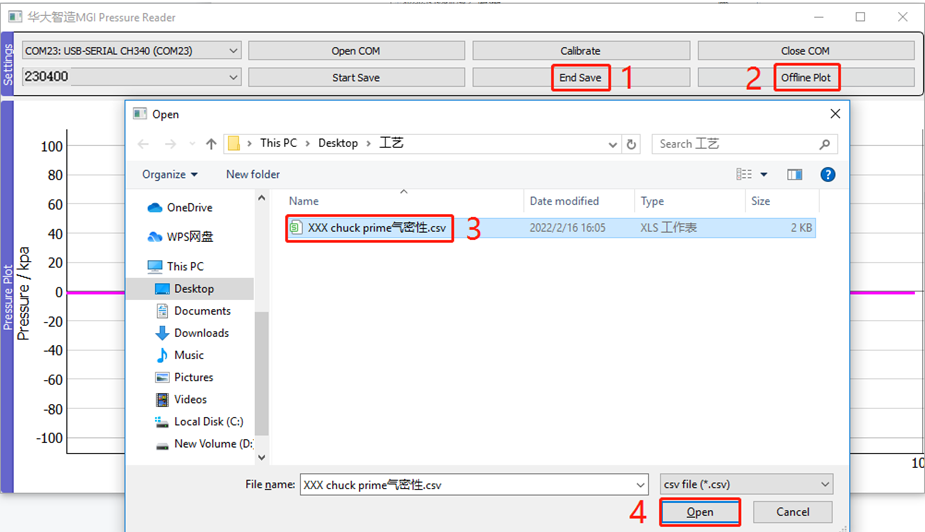 华大智造MGI Pressure Reader
Settings
COM23: USB-SERIAL CH340 (COM23)
Open COM
Calibrate
Close COM
230400
Start Save
End Save
1
2
Offline Plot
Open
This PC > Desktop > 工艺
Search 工艺
Organize
New folder
?
Name
Date modified
Type
Size
XXX chuck prime气密性.csv
3
2022/2/16 16:05
XLS 工作表
2 KB
OneDrive
WPS网盘
This PC
Desktop
Documents
Downloads
Music
Pictures
Videos
Local Disk (C:)
New Volume (D:
Pressure Plot
Pressure / kpa
100
80
60
40
20
0
-20
-40
-60
-80
-100
10
File name:
XXX chuck prime气密性.csv
csv file (*.csv)
4
Open
Cancel